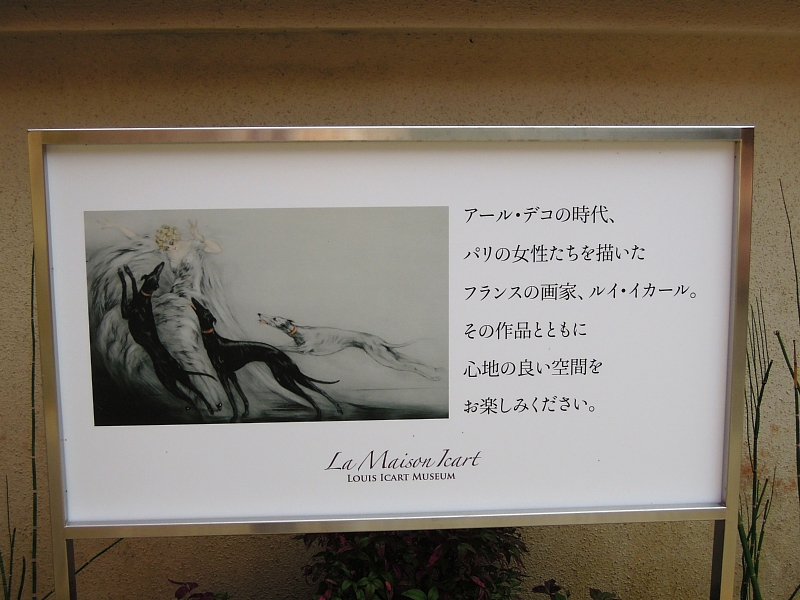 アール・デコの時代、
パリの女性たちを描いた
フランスの画家、ルイ・イカール。
その作品とともに
心地の良い空間を
お楽しみください。
La Maison Icart
LOUIS ICART MUSEUM